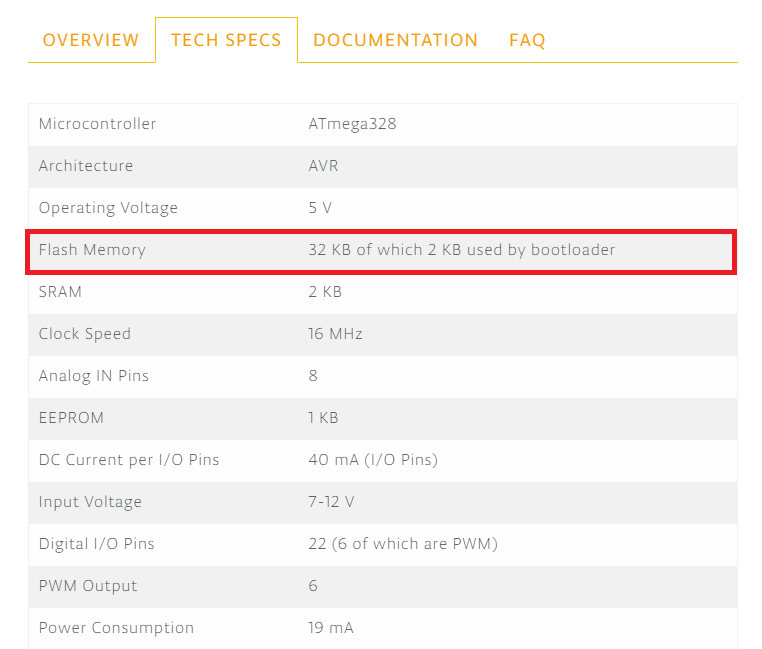 OVERVIEW TECH SPECS DOCUMENTATION FAQ
Microcontroller ATmega328
Architecture AVR
Operating Voltage 5 V
Flash Memory 32 KB of which 2 KB used by bootloader
SRAM 2 KB
Clock Speed 16 MHz
Analog IN Pins 8
EEPROM 1 KB
DC Current per I/O Pins 40 mA (I/O Pins)
Input Voltage 7-12 V
Digital I/O Pins 22 (6 of which are PWM)
PWM Output 6
Power Consumption 19 mA